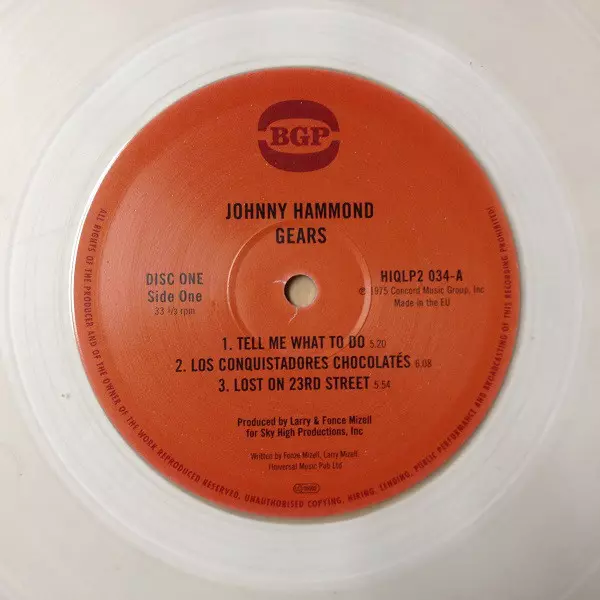 BGP
JOHNNY HAMMOND
GEARS
DISC ONE
Side One
33 ⅓ rpm
HIQLP2 034-A
℗ 1975 Concord Music Group, Inc
Made in the EU
1. TELL ME WHAT TO DO 5.20
2. LOS CONQUISTADORES CHOCOLATÉS 6.08
3. LOST ON 23RD STREET 5.54
Produced by Larry & Fonce Mizell
for Sky High Productions, Inc
Written by Fonce Mizell, Larry Mizell.
Universal Music Pub Ltd
ALL RIGHTS OF THE PRODUCER AND OF THE OWNER OF THE WORK REPRODUCED RESERVED. UNAUTHORISED COPYING, HIRING, LENDING, PUBLIC PERFORMANCE AND BROADCASTING OF THIS RECORDING PROHIBITED!